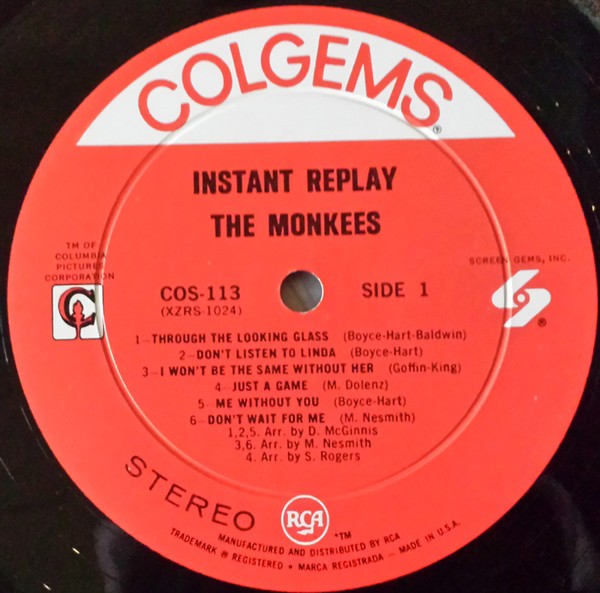 COLGEMS®
INSTANT REPLAY
THE MONKEES
TM OF
COLUMBIA
PICTURES
CORPORATION
SCREEN GEMS, INC.
®
COS-113
(XZRS-1024)
SIDE 1
1—THROUGH THE LOOKING GLASS (Boyce-Hart-Baldwin)
2—DON'T LISTEN TO LINDA (Boyce-Hart)
3—I WON'T BE THE SAME WITHOUT HER (Goffin-King)
4—JUST A GAME (M. Dolenz)
5—ME WITHOUT YOU (Boyce-Hart)
6—DON'T WAIT FOR ME (M. Nesmith)
1,2,5. Arr. by D. McGinnis
3,6. Arr. by M. Nesmith
4. Arr. by S. Rogers
STEREO
RCA
™
MANUFACTURED AND DISTRIBUTED BY RCA
TRADEMARK ® REGISTERED • MARCA REGISTRADA — MADE IN U.S.A.